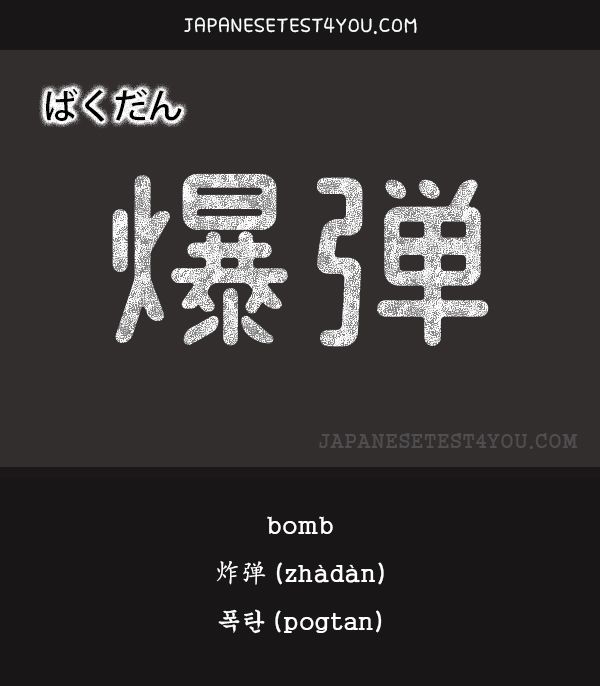 JAPANESETEST4YOU.COM
ばくだん
爆弾
JAPANESETEST4YOU.COM
bomb
炸弹 (zhàdàn)
폭탄 (pogtan)